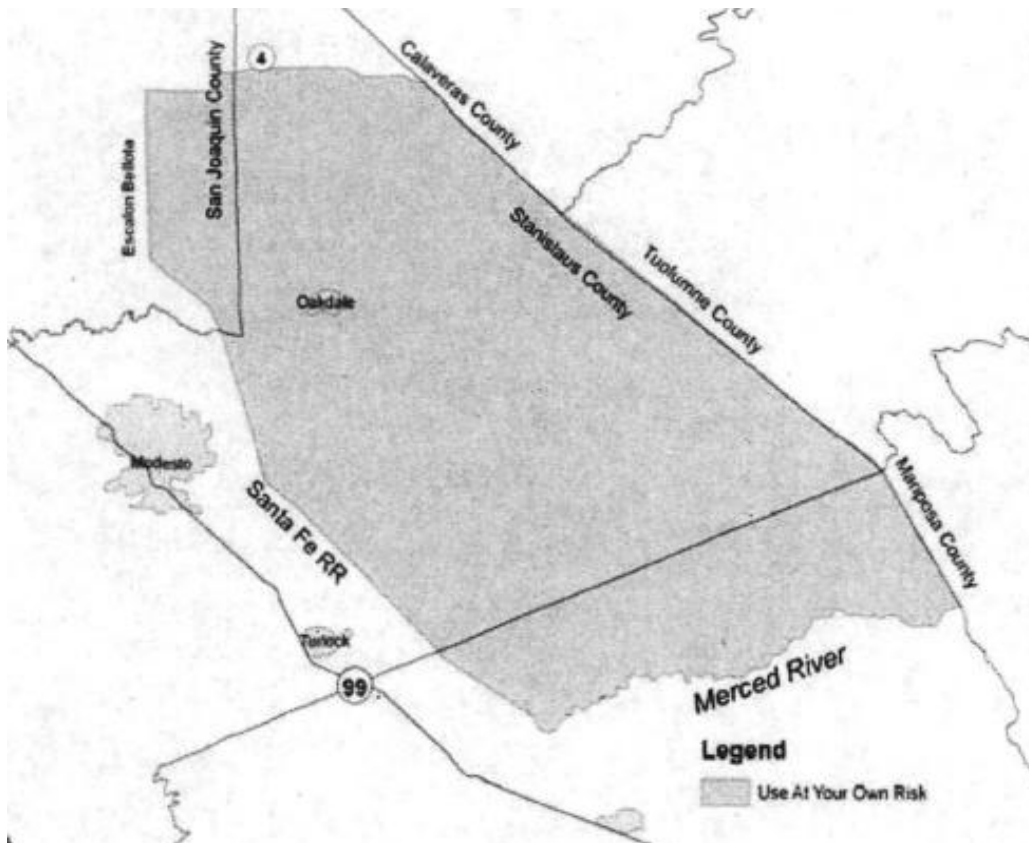 4
San Joaquin County
Calaveras County
Escalon Bellota
Stanislaus County
Tuolumne County
Oakdale
Modesto
Santa Fe RR
Mariposa County
Turlock
99
Merced River
Legend
Use At Your Own Risk